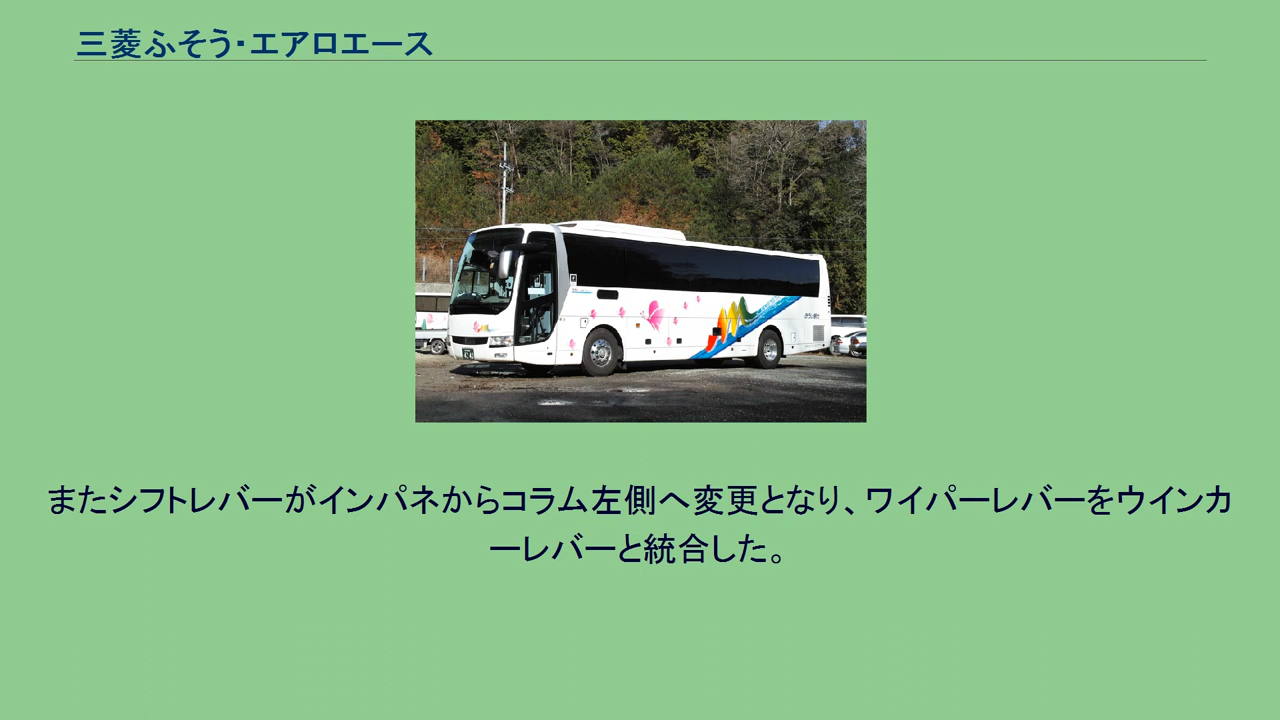 三菱ふそう・エアロエース
またシフトレバーがインパネからコラム左側へ変更となり、ワイパーレバーをウインカ
ーレバーと統合した。